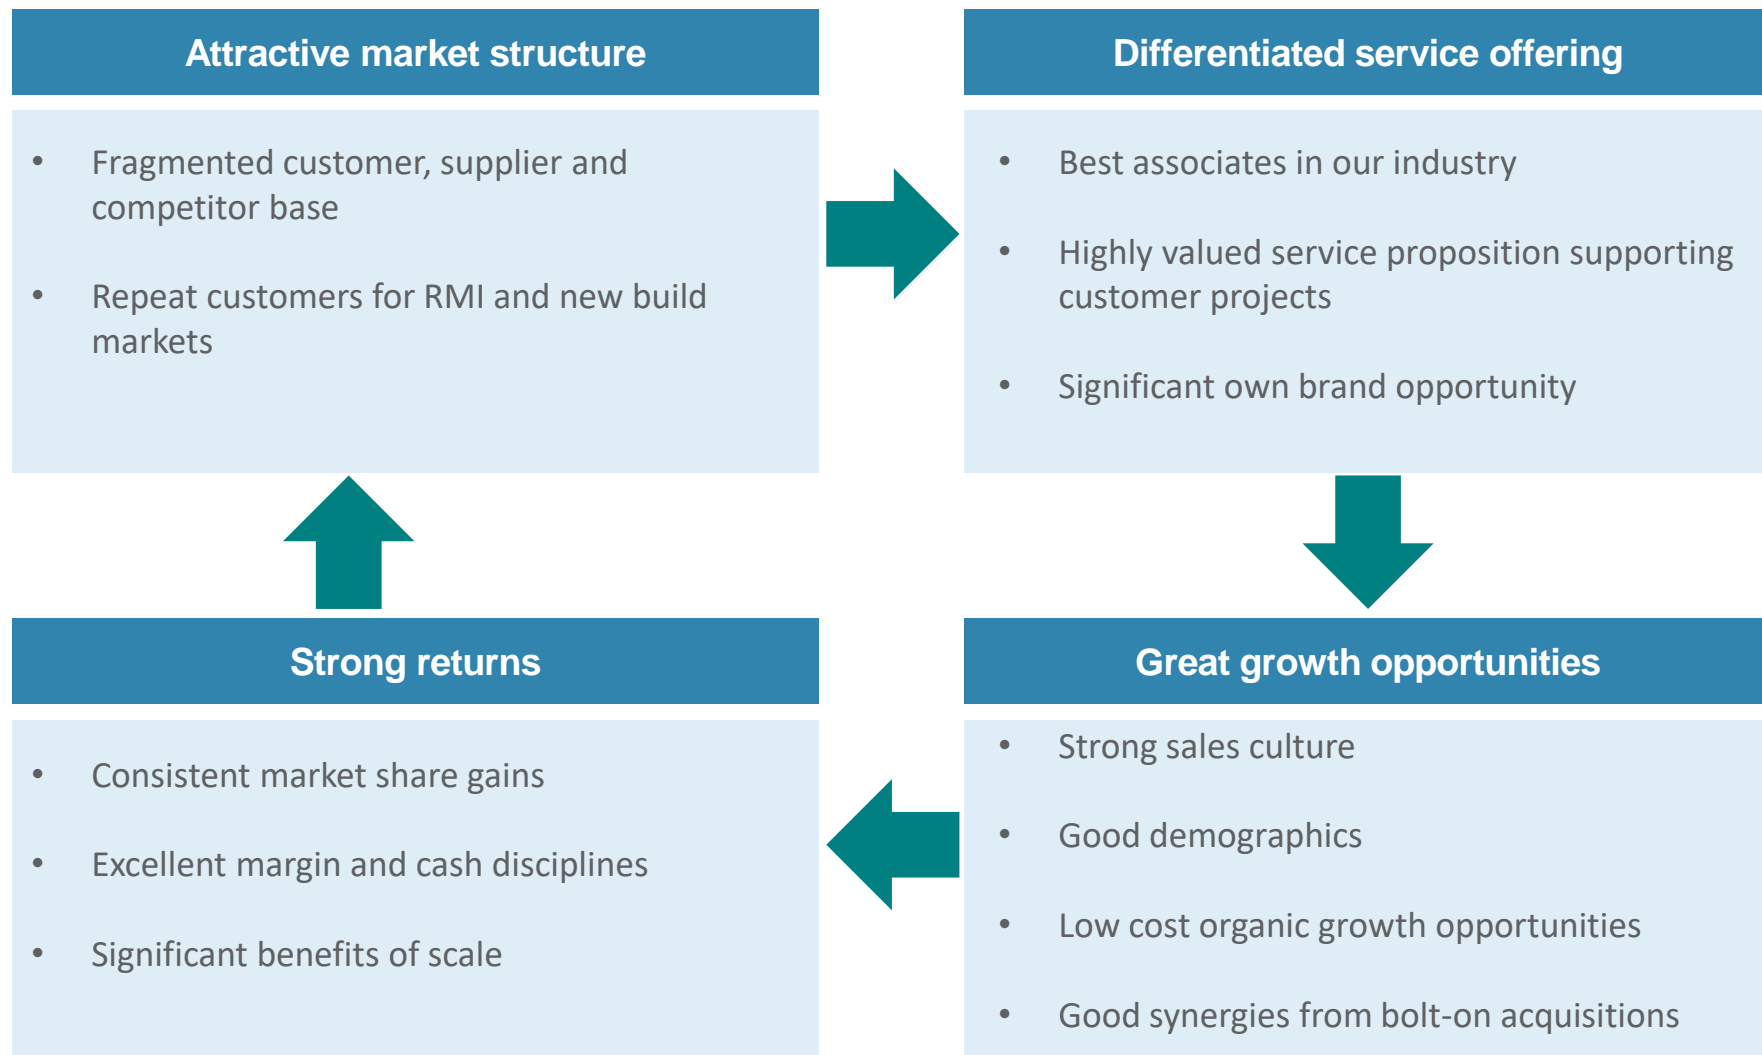 Attractive market structure
• Fragmented customer, supplier and
competitor base
• Repeat customers for RMI and new build
markets
Differentiated service offering
• Best associates in our industry
• Highly valued service proposition supporting
customer projects
• Significant own brand opportunity
Great growth opportunities
• Strong sales culture
• Good demographics
• Low cost organic growth opportunities
• Good synergies from bolt-on acquisitions
Strong returns
• Consistent market share gains
• Excellent margin and cash disciplines
• Significant benefits of scale